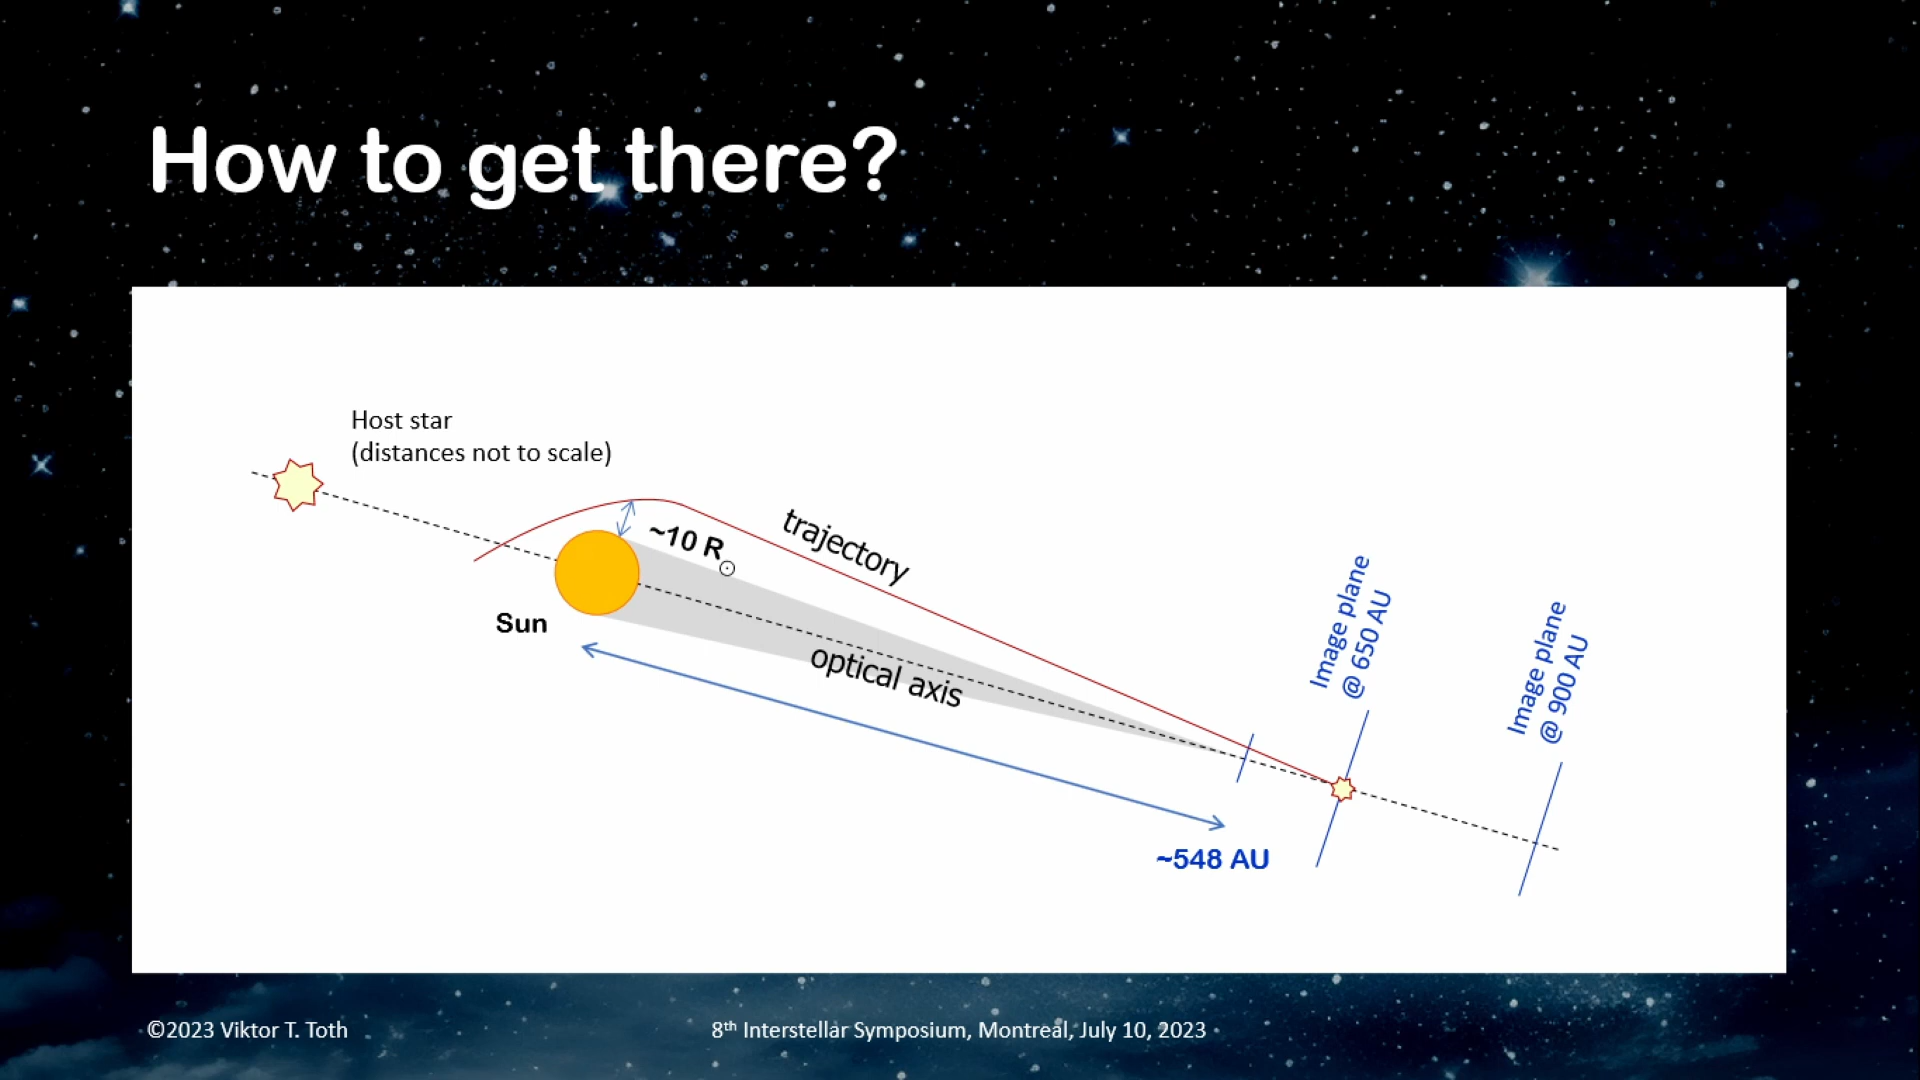 How to get there?
Host star
(distances not to scale)
~10 R☉
trajectory
Sun
optical axis
Image plane
@ 650 AU
Image plane
@ 900 AU
~548 AU
©2023 Viktor T. Toth
8th Interstellar Symposium, Montreal, July 10, 2023